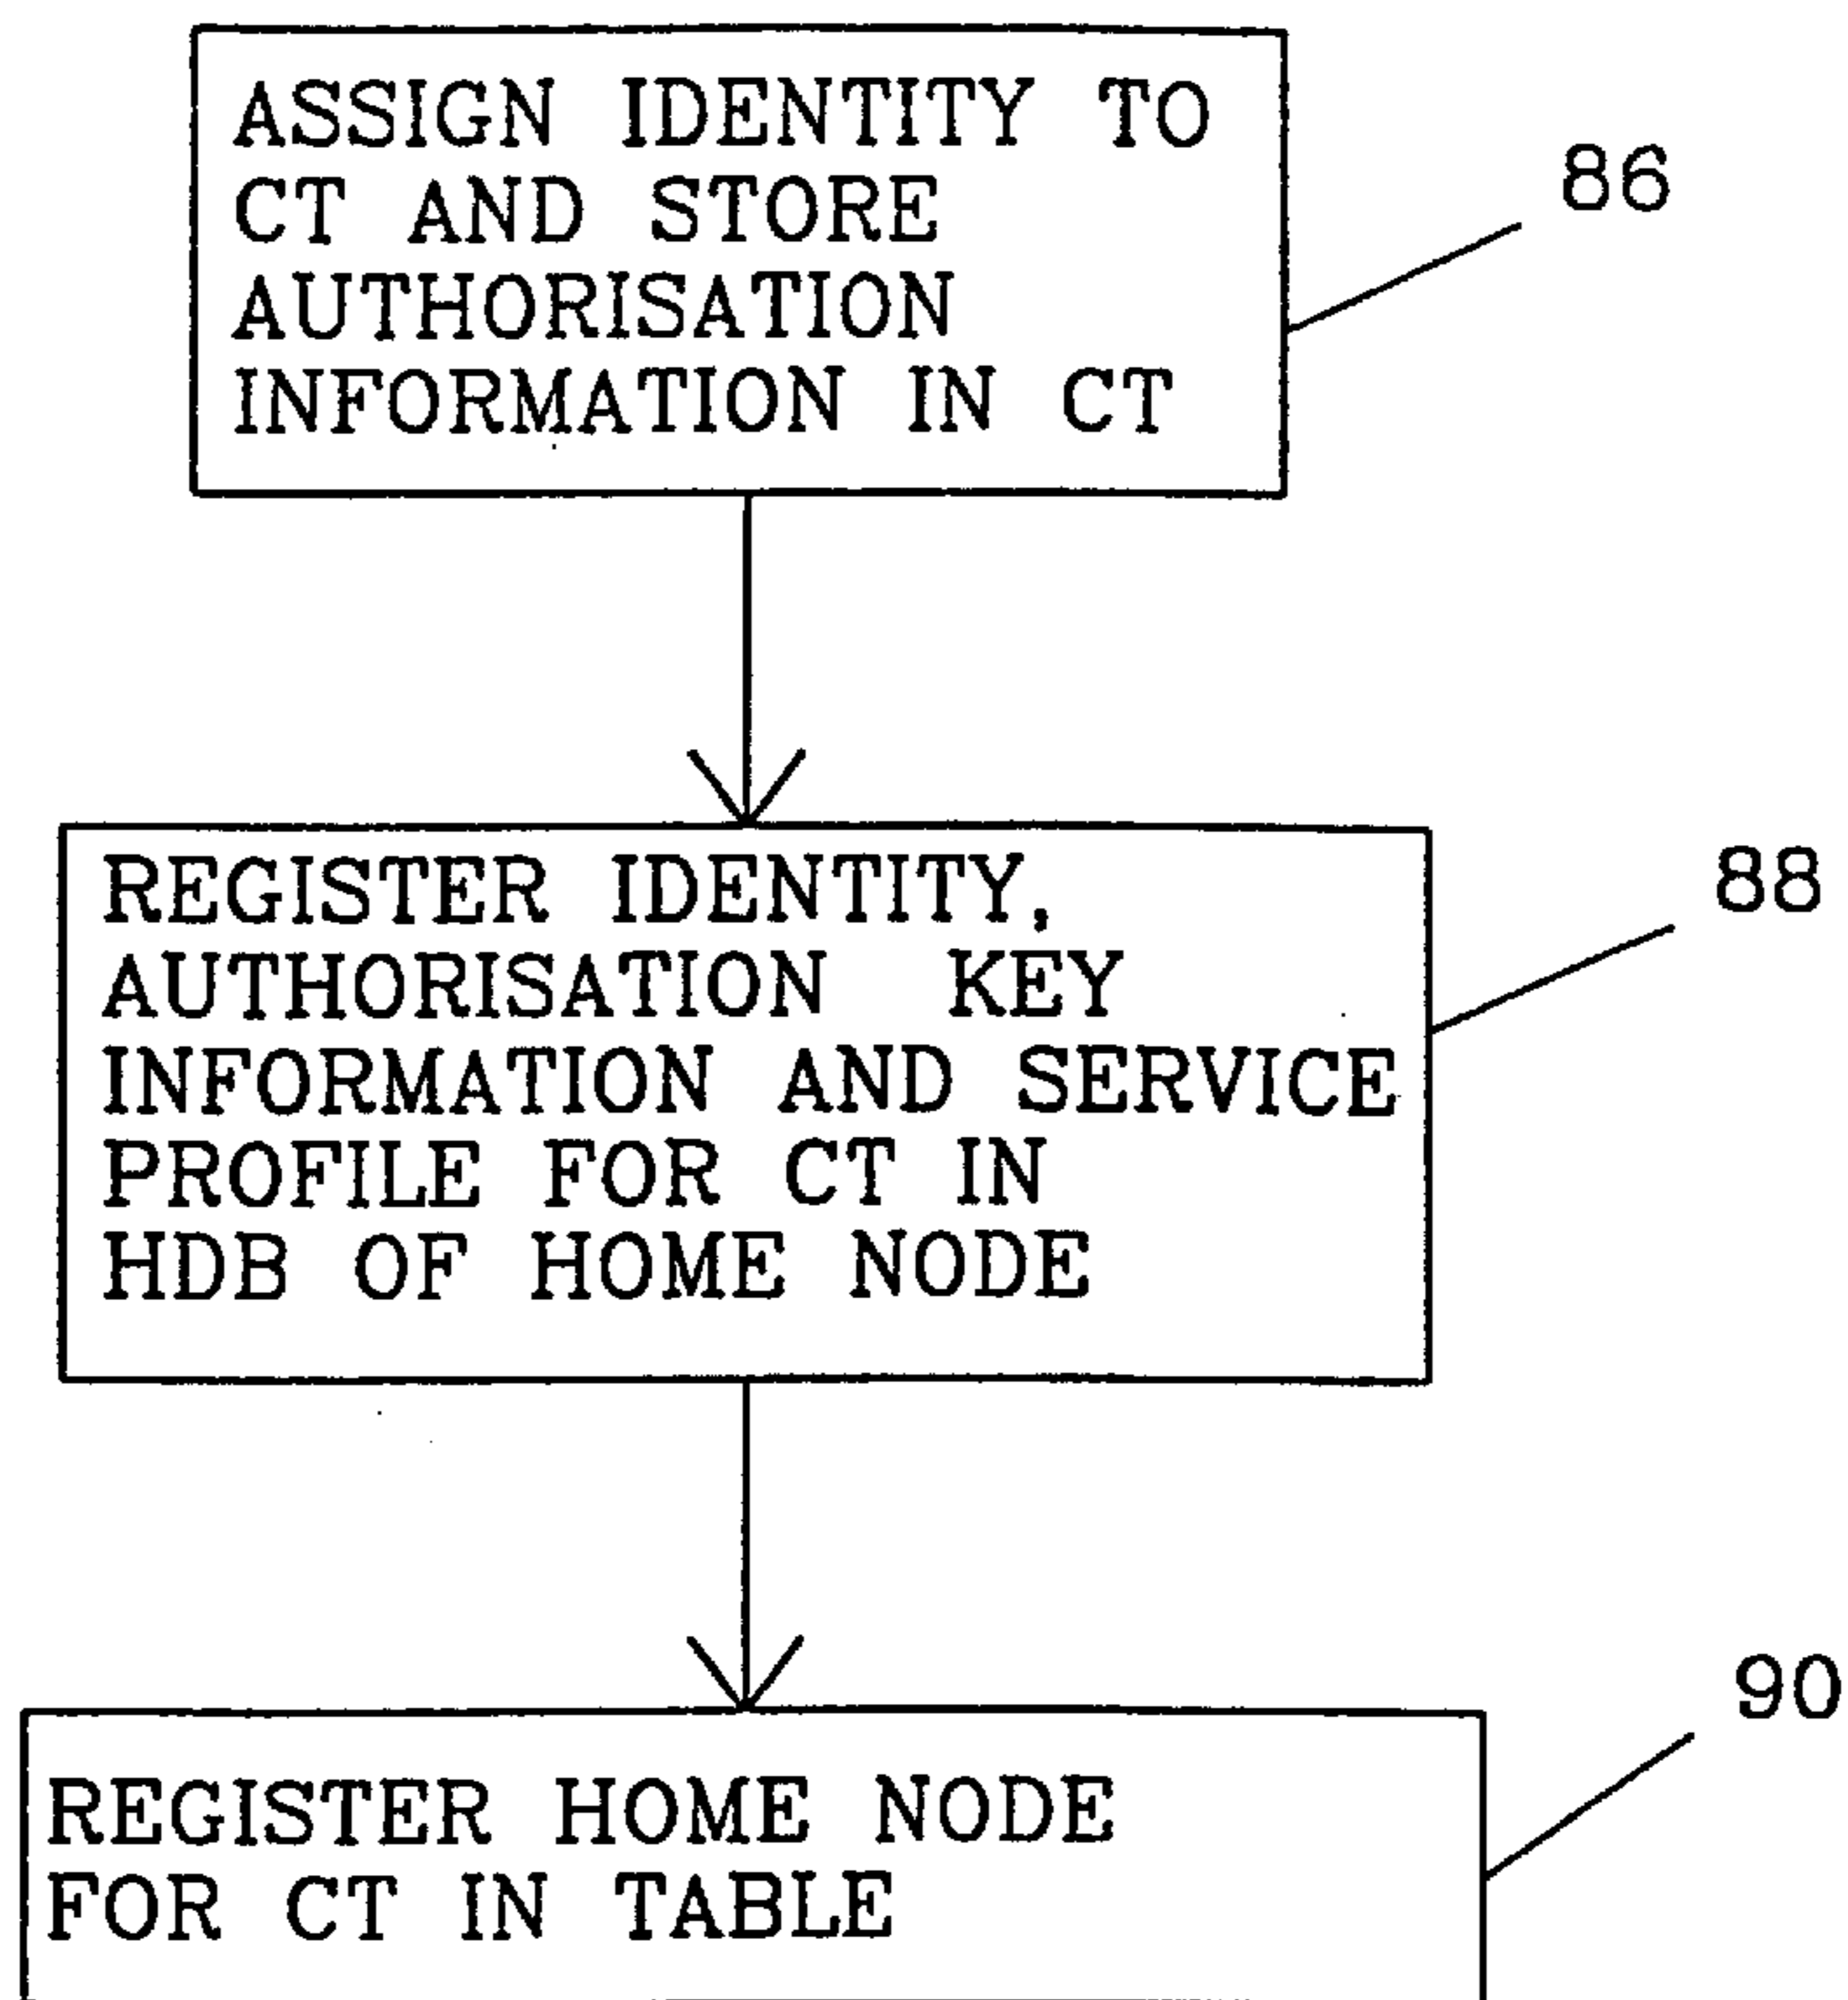 ASSIGN IDENTITY TO
CT AND STORE
AUTHORISATION
INFORMATION IN CT
86
REGISTER IDENTITY,
AUTHORISATION KEY
INFORMATION AND SERVICE
PROFILE FOR CT IN
HDB OF HOME NODE
88
REGISTER HOME NODE
FOR CT IN TABLE
90